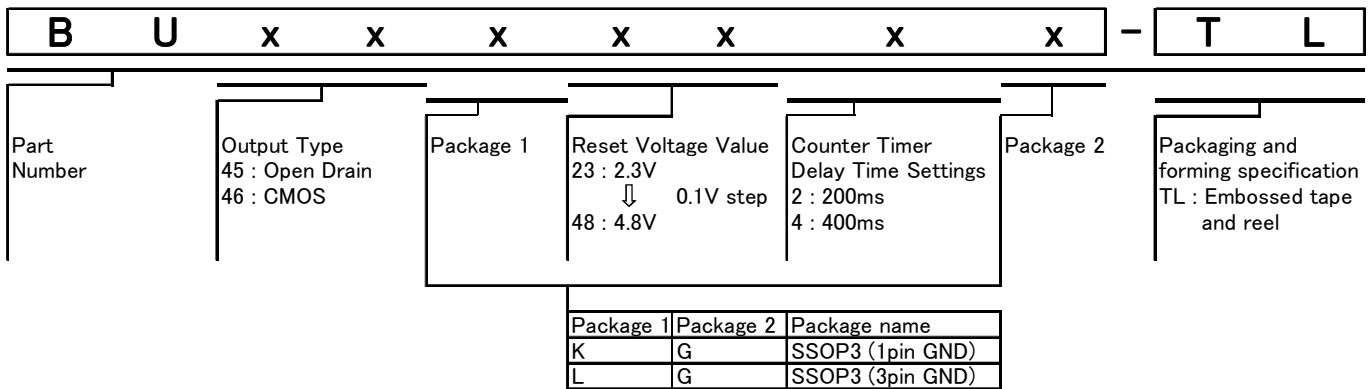 B U x x x x x x x - T L
Part Number
Output Type
45 : Open Drain
46 : CMOS
Package 1
Reset Voltage Value
23 : 2.3V
⇩ 0.1V step
48 : 4.8V
Counter Timer
Delay Time Settings
2 : 200ms
4 : 400ms
Package 2
Packaging and
forming specification
TL : Embossed tape
and reel
Package 1 Package 2 Package name
K G SSOP3 (1pin GND)
L G SSOP3 (3pin GND)